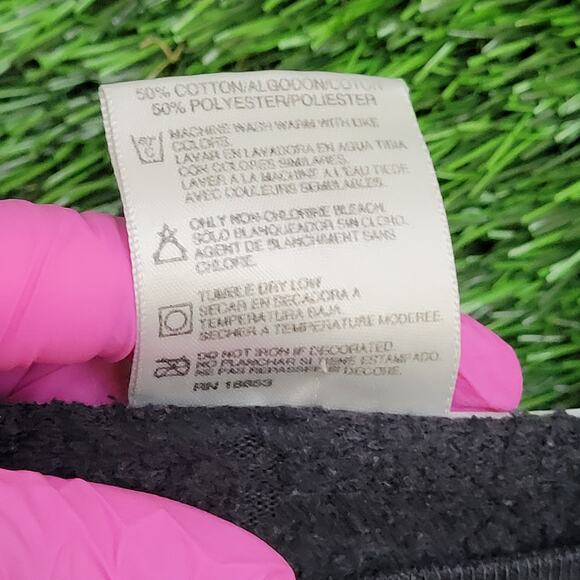 50% COTTON/ALGODON/COTON
50% POLYESTER/POLIESTER
MACHINE WASH WARM WITH LIKE
COLORS.
LAVAR EN LAVADORA EN AGUA TIBIA
CON COLORES SIMILARES.
LAVER A LA MACHINE A L'EAU TIEDE
AVEC COULEURS SEMBLABLES.
ONLY NON-CHLORINE BLEACH.
SOLO BLANQUEADOR SIN CLORO.
AGENT DE BLANCHIMENT SANS
CHLORE.
TUMBLE DRY LOW
SECAR EN SECADORA A
TEMPERATURA BAJA
SECHER A TEMPERATURE MODEREE.
DO NOT IRON IF DECORATED.
NO PLANCHAR SI TIENE ESTAMPADO.
NE PAS REPASSER DECORE.
RN 18653